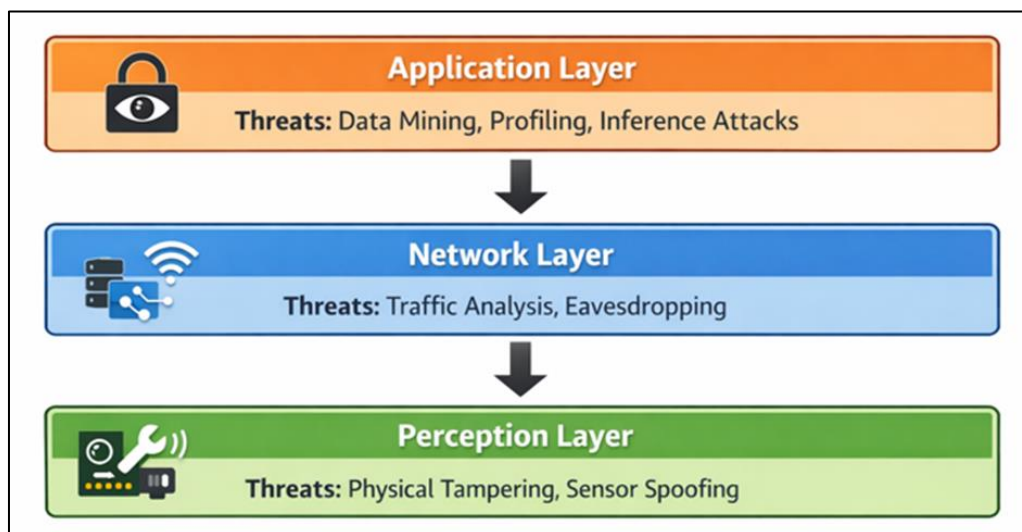 Application Layer
Threats: Data Mining, Profiling, Inference Attacks
Network Layer
Threats: Traffic Analysis, Eavesdropping
Perception Layer
Threats: Physical Tampering, Sensor Spoofing